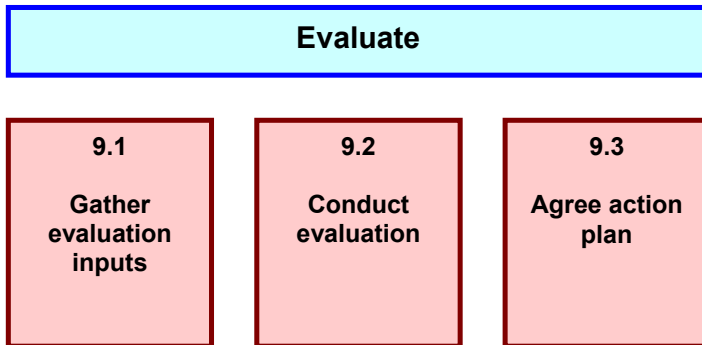 Evaluate
9.1
Gather
evaluation
inputs
9.2
Conduct
evaluation
9.3
Agree action
plan